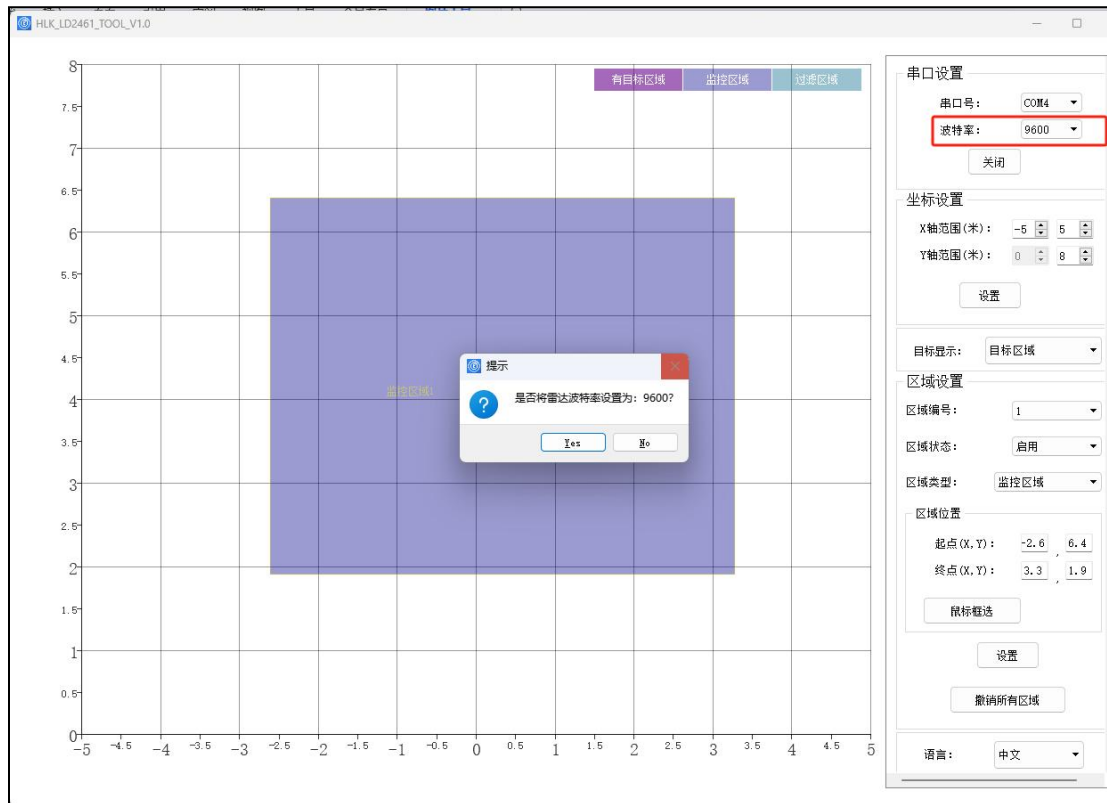 HLK_LD2461_TOOL_V1.0
有目标区域 监控区域 过滤区域
8
7.5
7
6.5
6
5.5
5
4.5
4
3.5
3
2.5
2
1.5
1
0.5
0
-5 -4.5 -4 -3.5 -3 -2.5 -2 -1.5 -1 -0.5 0 0.5 1 1.5 2 2.5 3 3.5 4 4.5 5
监控区域1
提示
是否将雷达波特率设置为: 9600?
Yes No
串口设置
串口号: COM4
波特率: 9600
关闭
坐标设置
X轴范围(米): -5 5
Y轴范围(米): 0 8
设置
目标显示: 目标区域
区域设置
区域编号: 1
区域状态: 启用
区域类型: 监控区域
区域位置
起点(X,Y): -2.6 , 6.4
终点(X,Y): 3.3 , 1.9
鼠标框选
设置
撤销所有区域
语言: 中文